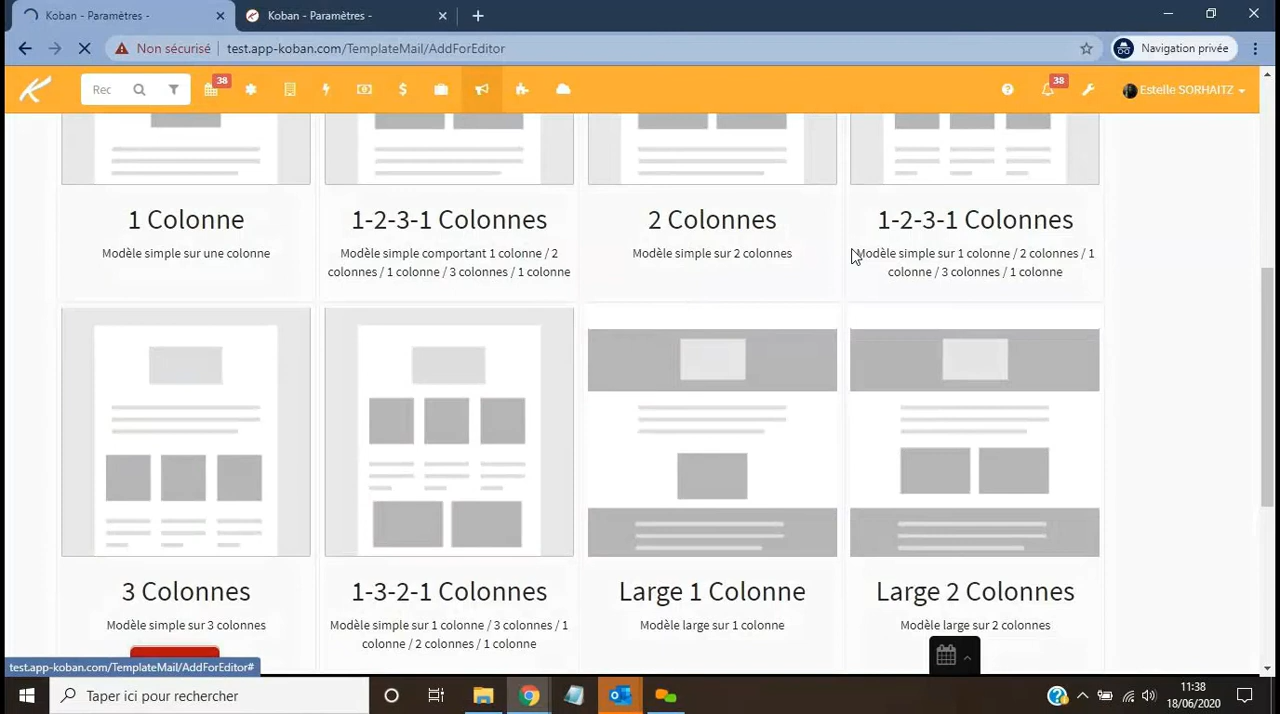 Koban - Paramètres -
Koban - Paramètres -
Non sécurisé
test.app-koban.com/TemplateMail/AddForEditor
Navigation privée
Rec
38
38
Estelle SORHAITZ
1 Colonne
Modèle simple sur une colonne
1-2-3-1 Colonnes
Modèle simple comportant 1 colonne / 2
colonnes / 1 colonne / 3 colonnes / 1 colonne
2 Colonnes
Modèle simple sur 2 colonnes
1-2-3-1 Colonnes
Modèle simple sur 1 colonne / 2 colonnes / 1
colonne / 3 colonnes / 1 colonne
3 Colonnes
Modèle simple sur 3 colonnes
1-3-2-1 Colonnes
Modèle simple sur 1 colonne / 3 colonnes / 1
colonne / 2 colonnes / 1 colonne
Large 1 Colonne
Modèle large sur 1 colonne
Large 2 Colonnes
Modèle large sur 2 colonnes
test.app-koban.com/TemplateMail/AddForEditor#
Taper ici pour rechercher
11:38
18/06/2020